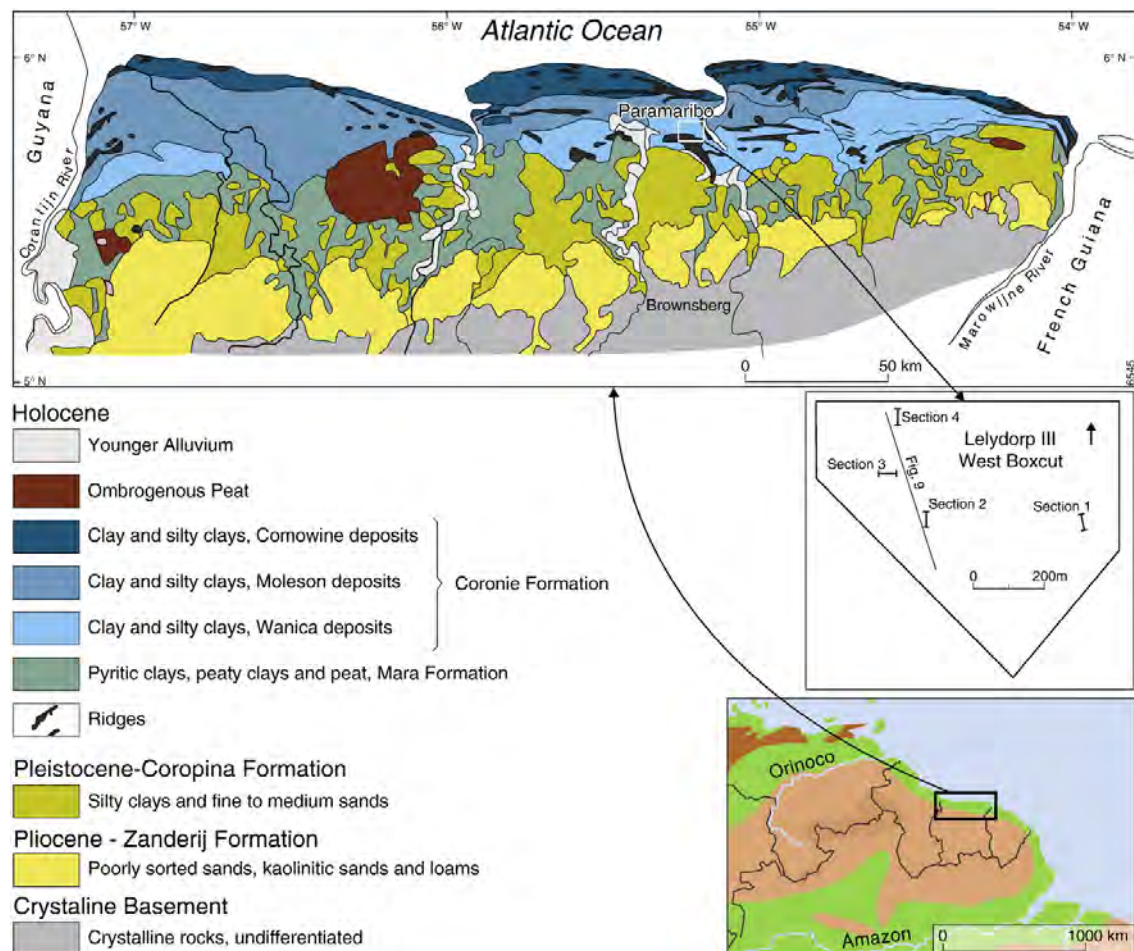 57° W
56° W
55° W
54° W
Atlantic Ocean
6° N
6° N
Guyana
Paramaribo
Corantijn River
Brownsberg
Marowijne River
French Guiana
0 50 km
5° N
6545
Holocene
Younger Alluvium
Ombrogenous Peat
Clay and silty clays, Comowine deposits
Clay and silty clays, Moleson deposits
Coronie Formation
Clay and silty clays, Wanica deposits
Pyritic clays, peaty clays and peat, Mara Formation
Ridges
Pleistocene-Coropina Formation
Silty clays and fine to medium sands
Pliocene - Zanderij Formation
Poorly sorted sands, kaolinitic sands and loams
Crystaline Basement
Crystalline rocks, undifferentiated
Section 4
Lelydorp III
West Boxcut
Section 3
Fig. 9
Section 2
Section 1
0 200m
Orinoco
Amazon
0 1000 km